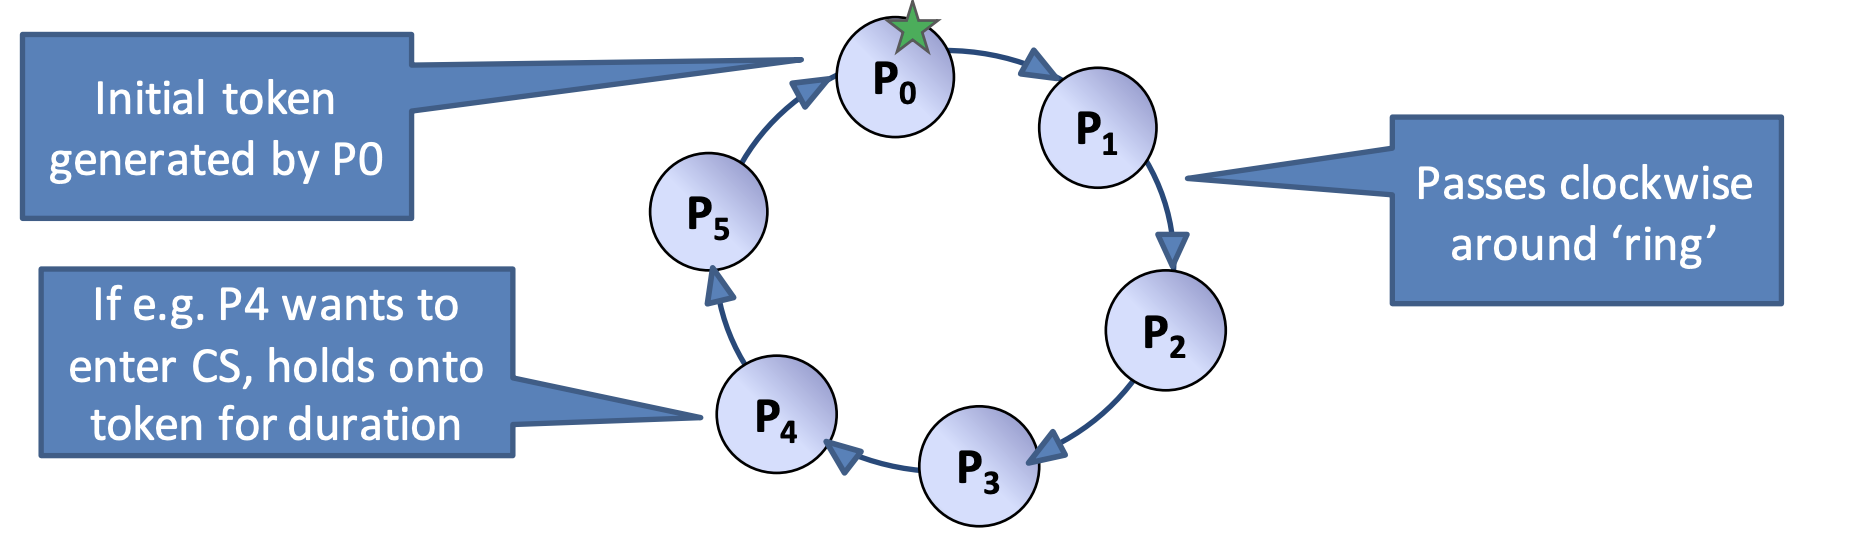 Initial token
generated by P0
If e.g. P4 wants to
enter CS, holds onto
token for duration
P0
P1
P2
P3
P4
P5
Passes clockwise
around ‘ring’